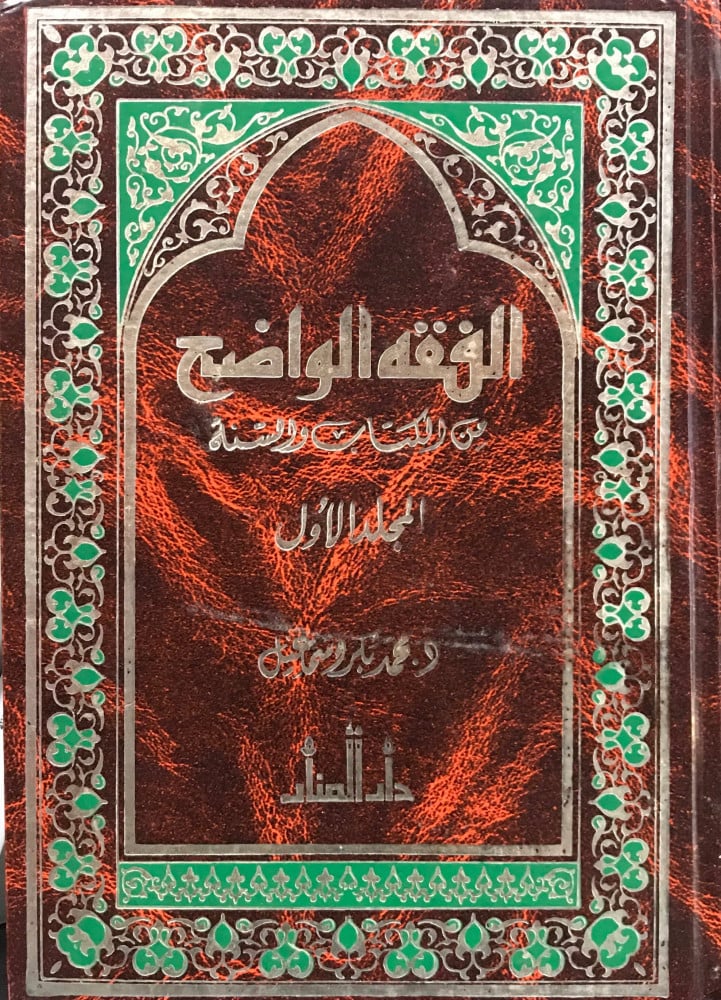 الفقه الواضح
من الكتاب والسنة
المجلد الأول
د. محمد بكر إسماعيل
دار المنار